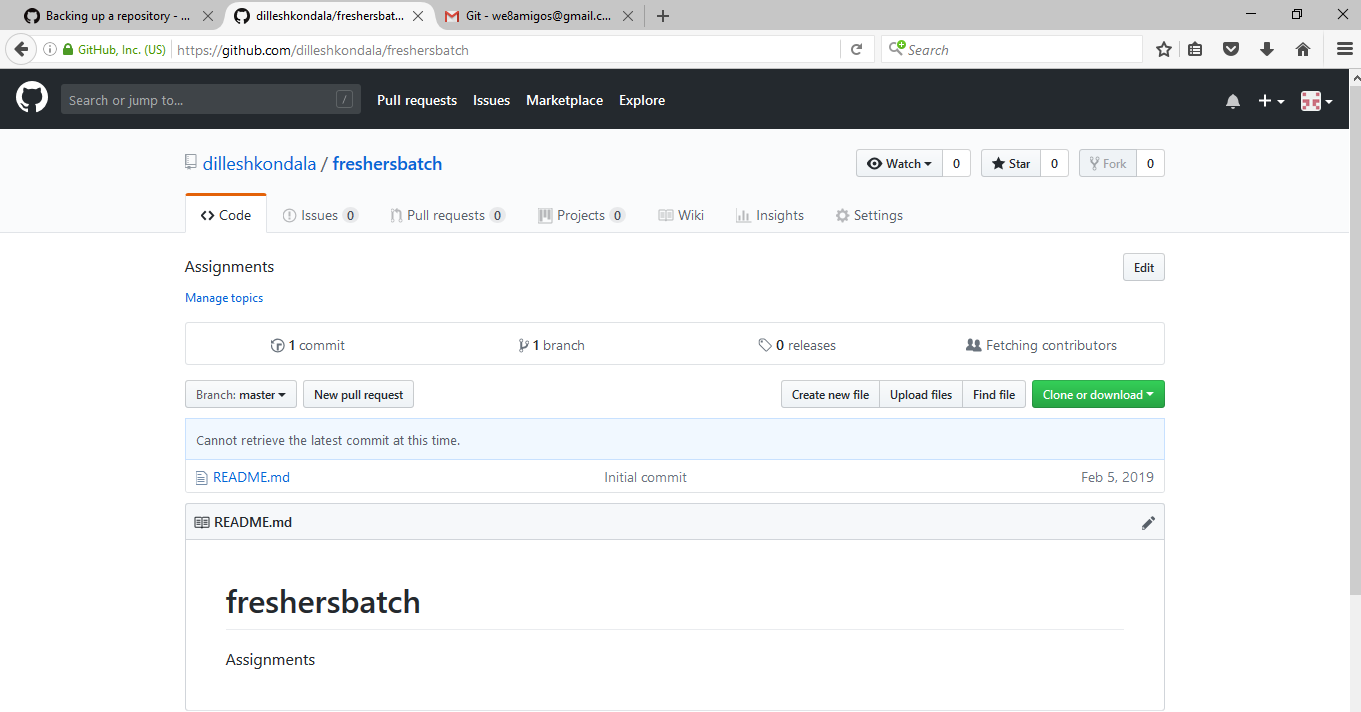 Backing up a repository - ...
dilleshkondala/freshersbat...
Git - we8amigos@gmail.c...
GitHub, Inc. (US)
https://github.com/dilleshkondala/freshersbatch
Search
Search or jump to...
/
Pull requests
Issues
Marketplace
Explore
dilleshkondala / freshersbatch
Watch 0
Star 0
Fork 0
Code
Issues 0
Pull requests 0
Projects 0
Wiki
Insights
Settings
Assignments
Edit
Manage topics
1 commit
1 branch
0 releases
Fetching contributors
Branch: master
New pull request
Create new file
Upload files
Find file
Clone or download
Cannot retrieve the latest commit at this time.
README.md
Initial commit
Feb 5, 2019
README.md
freshersbatch
Assignments